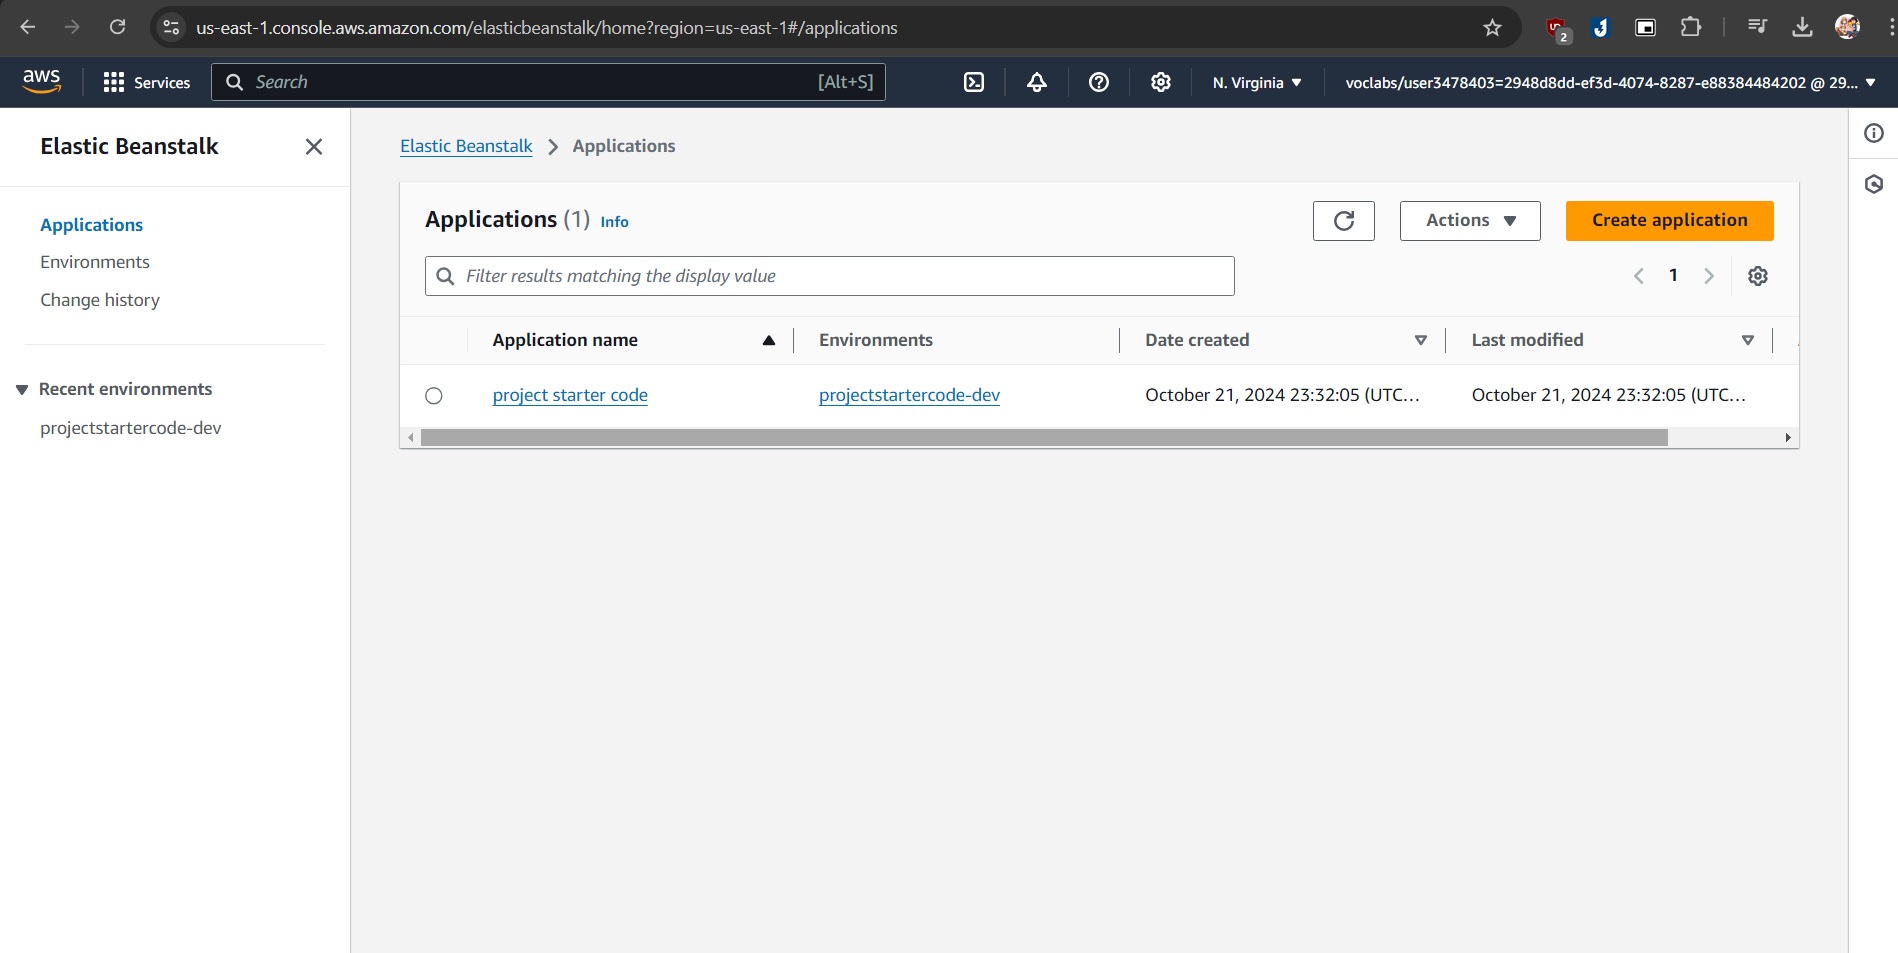 us-east-1.console.aws.amazon.com/elasticbeanstalk/home?region=us-east-1#/applications
2
aws
Services
Search
[Alt+S]
N. Virginia
voclabs/user3478403=2948d8dd-ef3d-4074-8287-e88384484202 @ 29...
Elastic Beanstalk
Applications
Environments
Change history
Recent environments
projectstartercode-dev
Elastic Beanstalk > Applications
Applications (1) Info
Actions
Create application
Filter results matching the display value
1
Application name
Environments
Date created
Last modified
project starter code
projectstartercode-dev
October 21, 2024 23:32:05 (UTC...
October 21, 2024 23:32:05 (UTC...